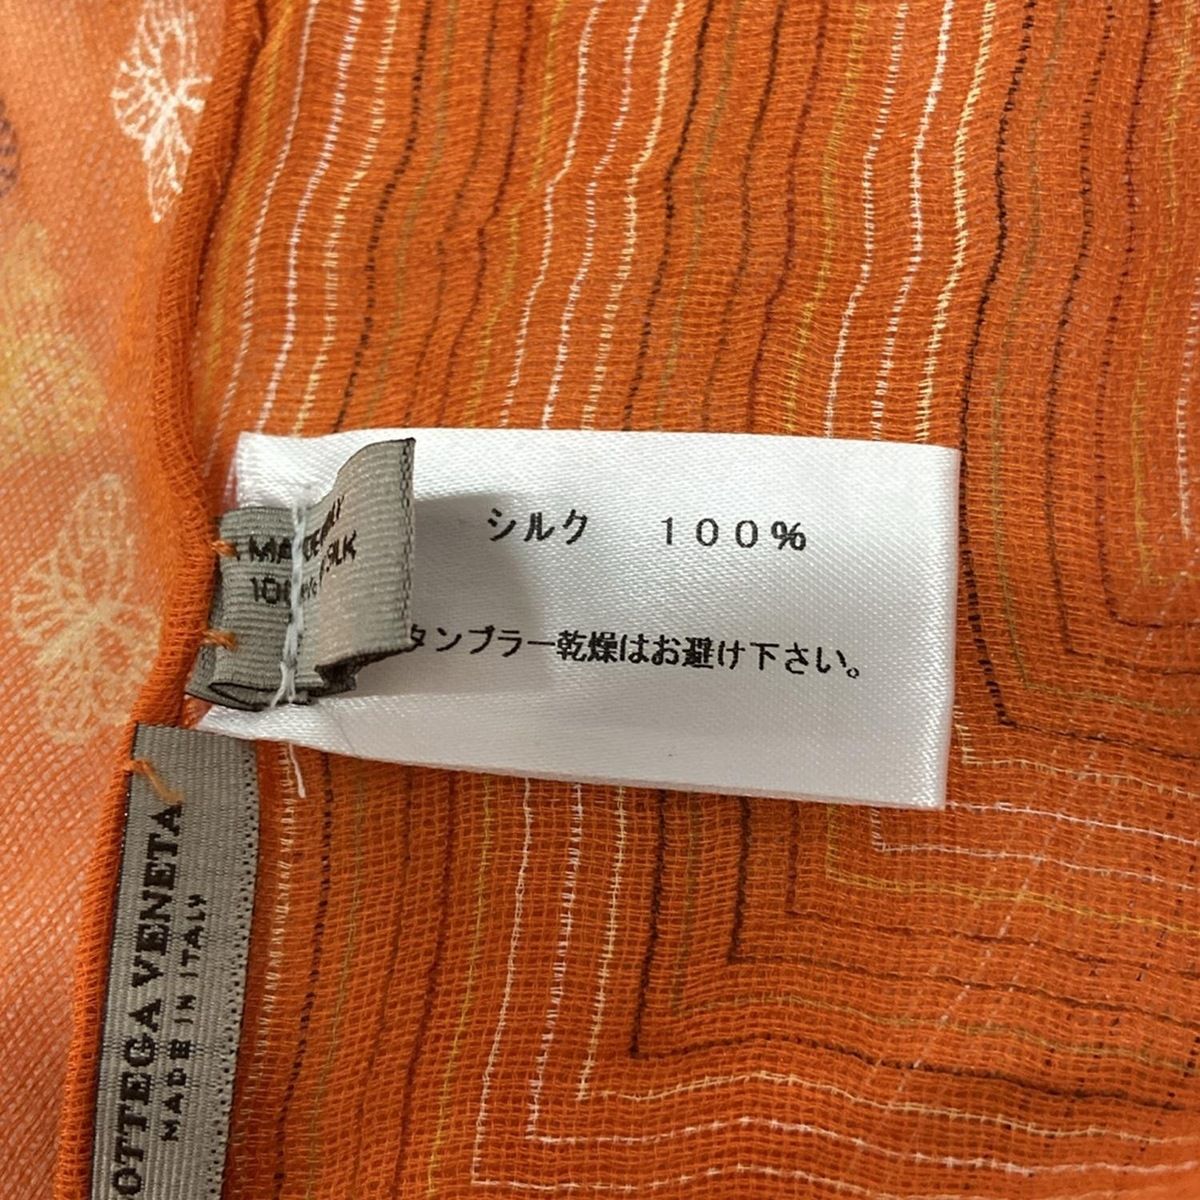 シルク 100%
タンブラー乾燥はお避け下さい。
SILK
BOTTEGA VENETA
MADE IN ITALY